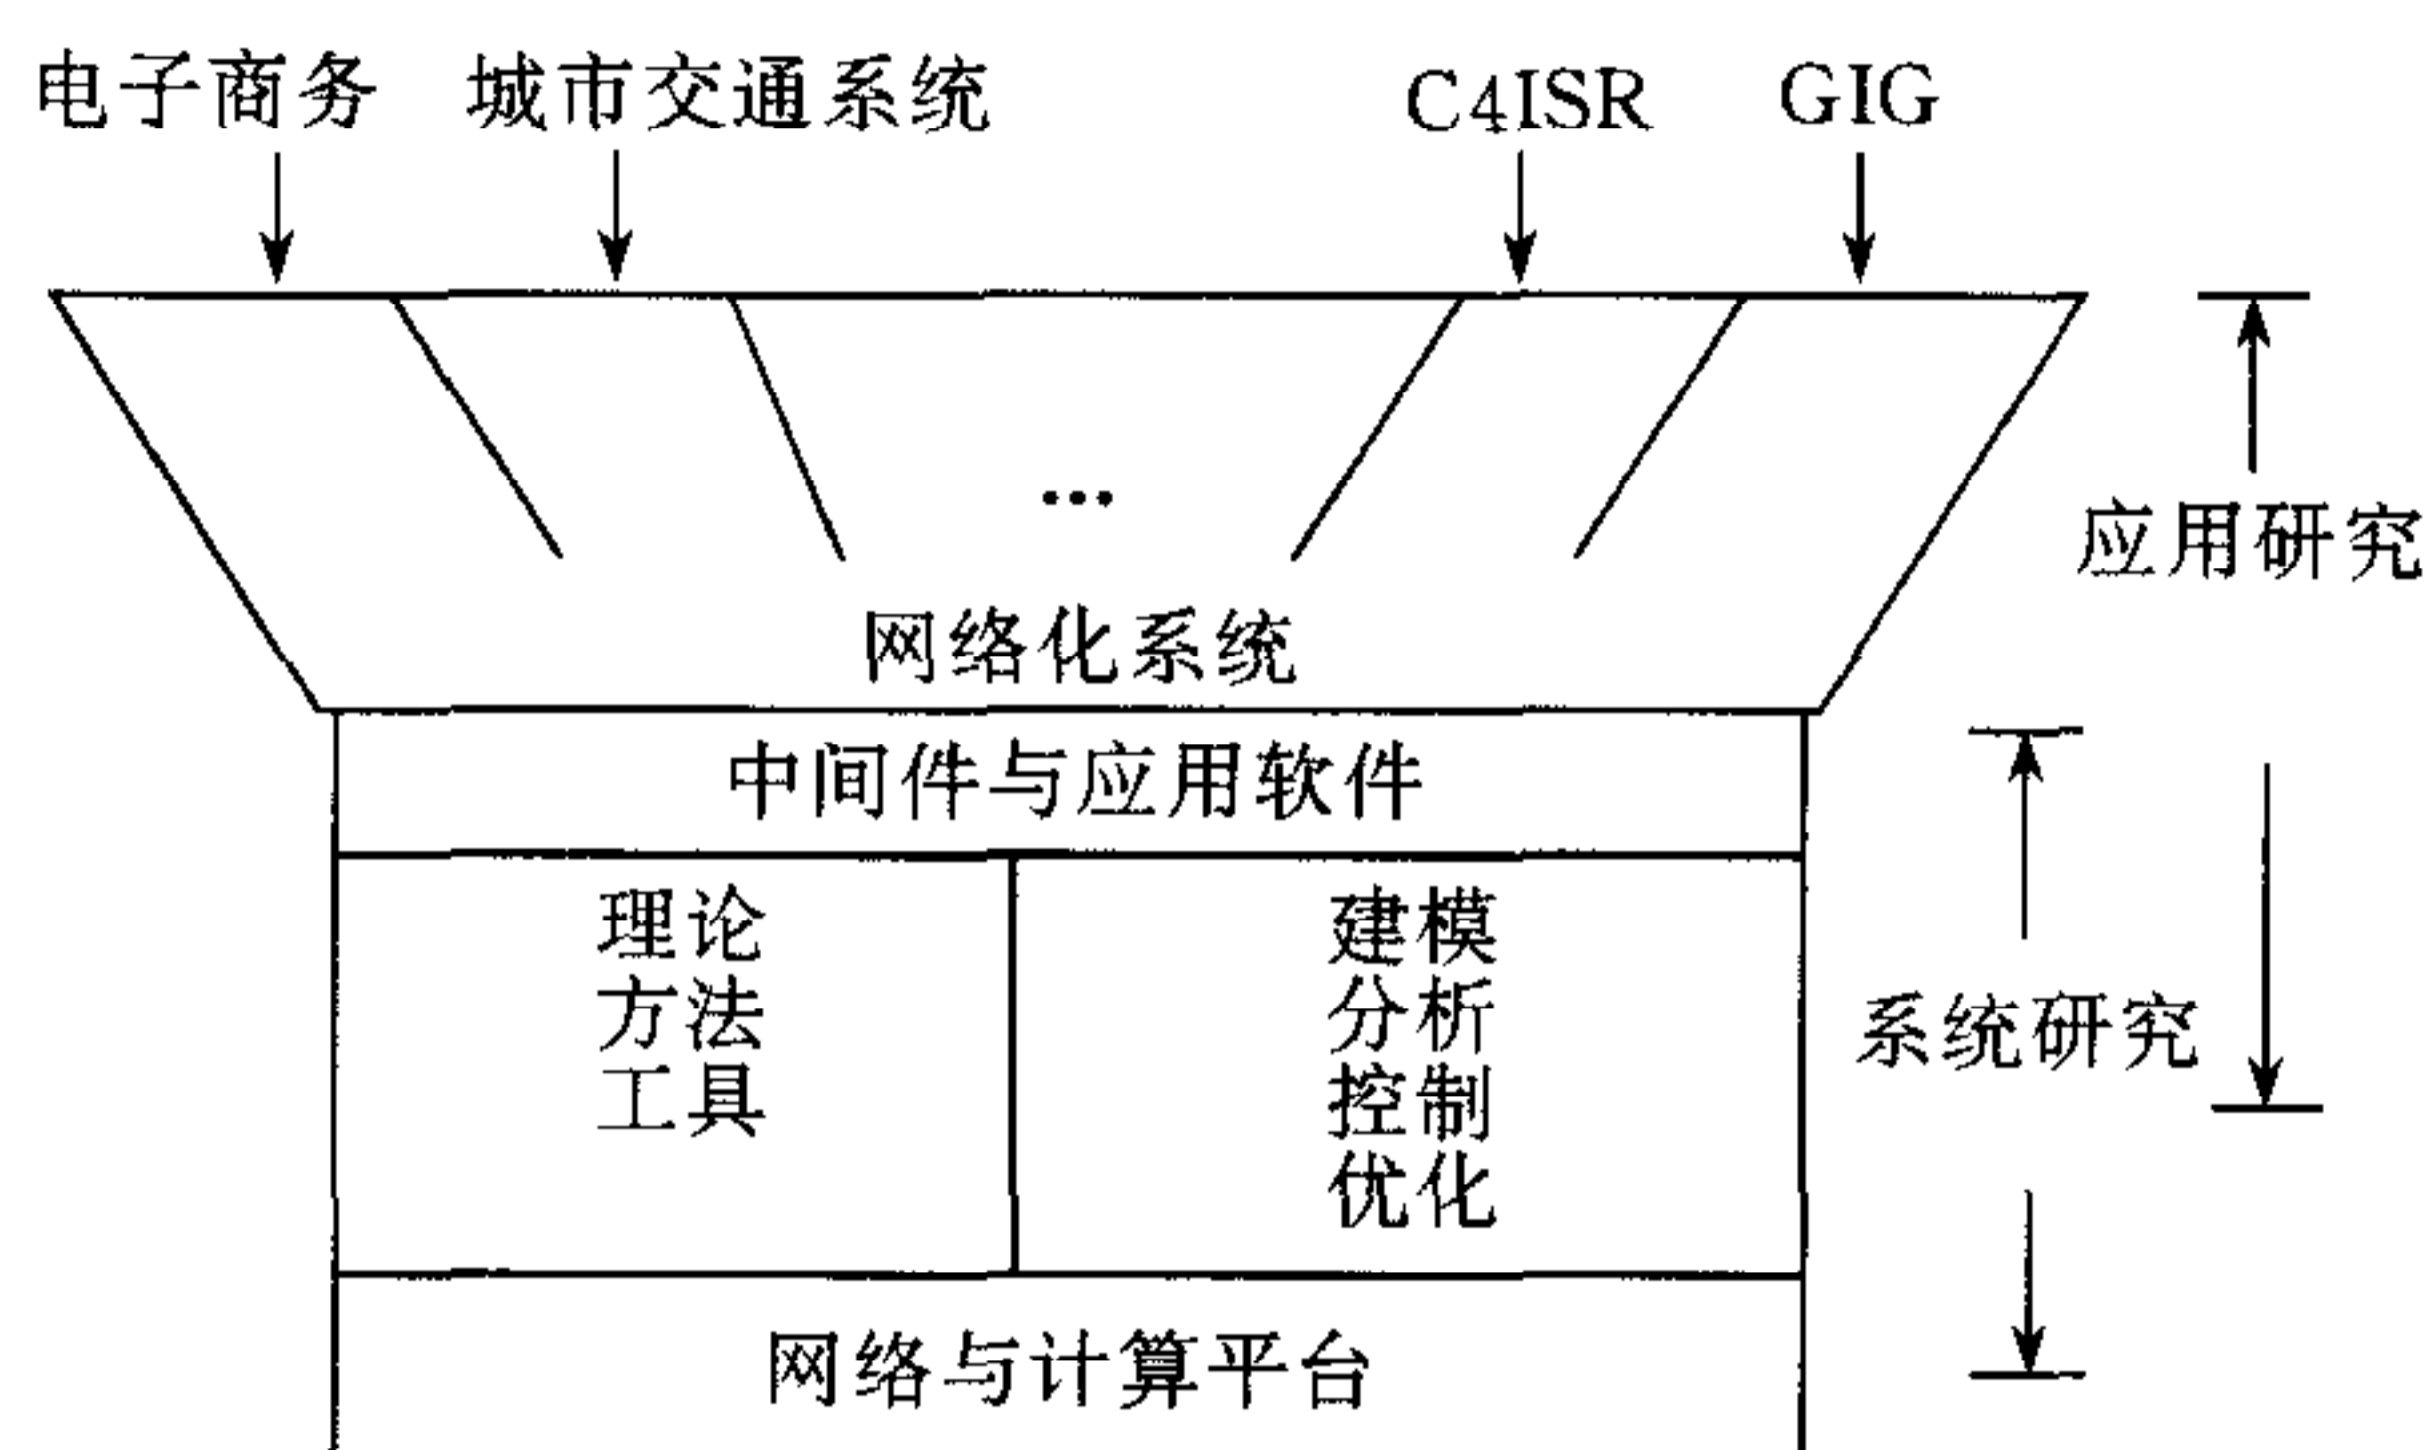 电子商务 城市交通系统 C4ISR GIG
...
应用研究
网络化系统
中间件与应用软件
理论
方法
工具
建模
分析
控制
优化
系统研究
网络与计算平台